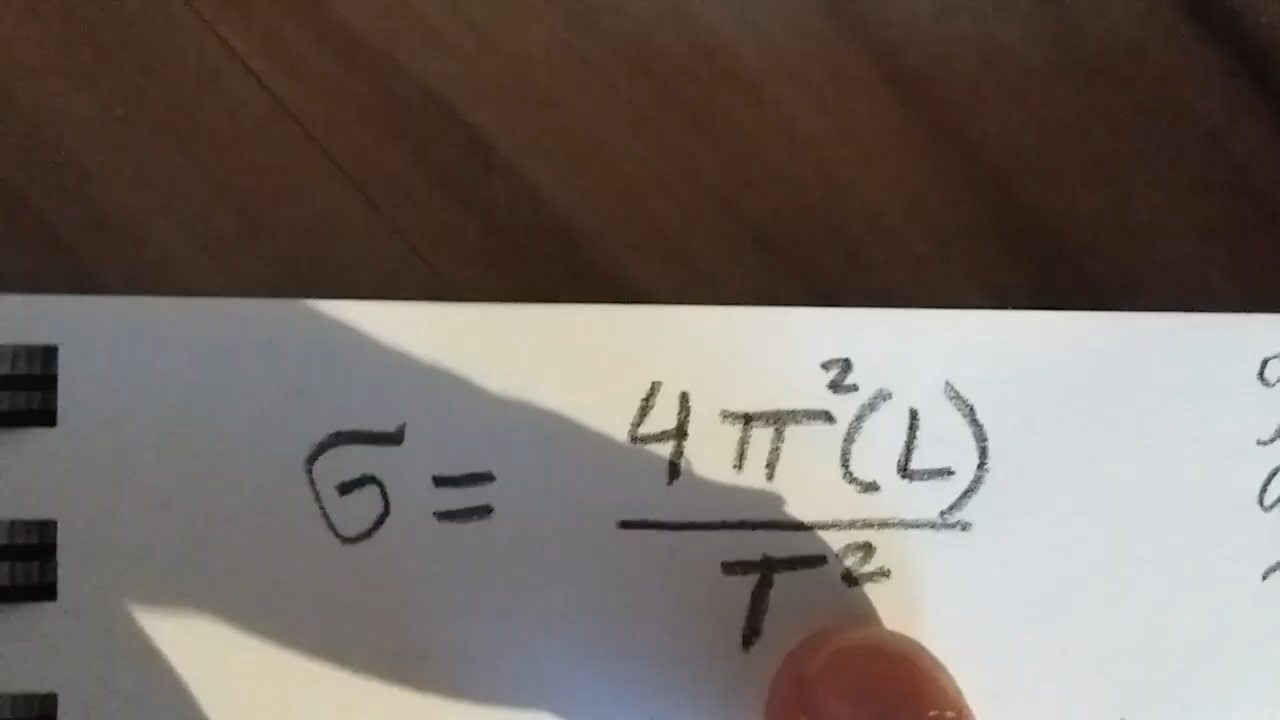 G = 4π²(L) / T²